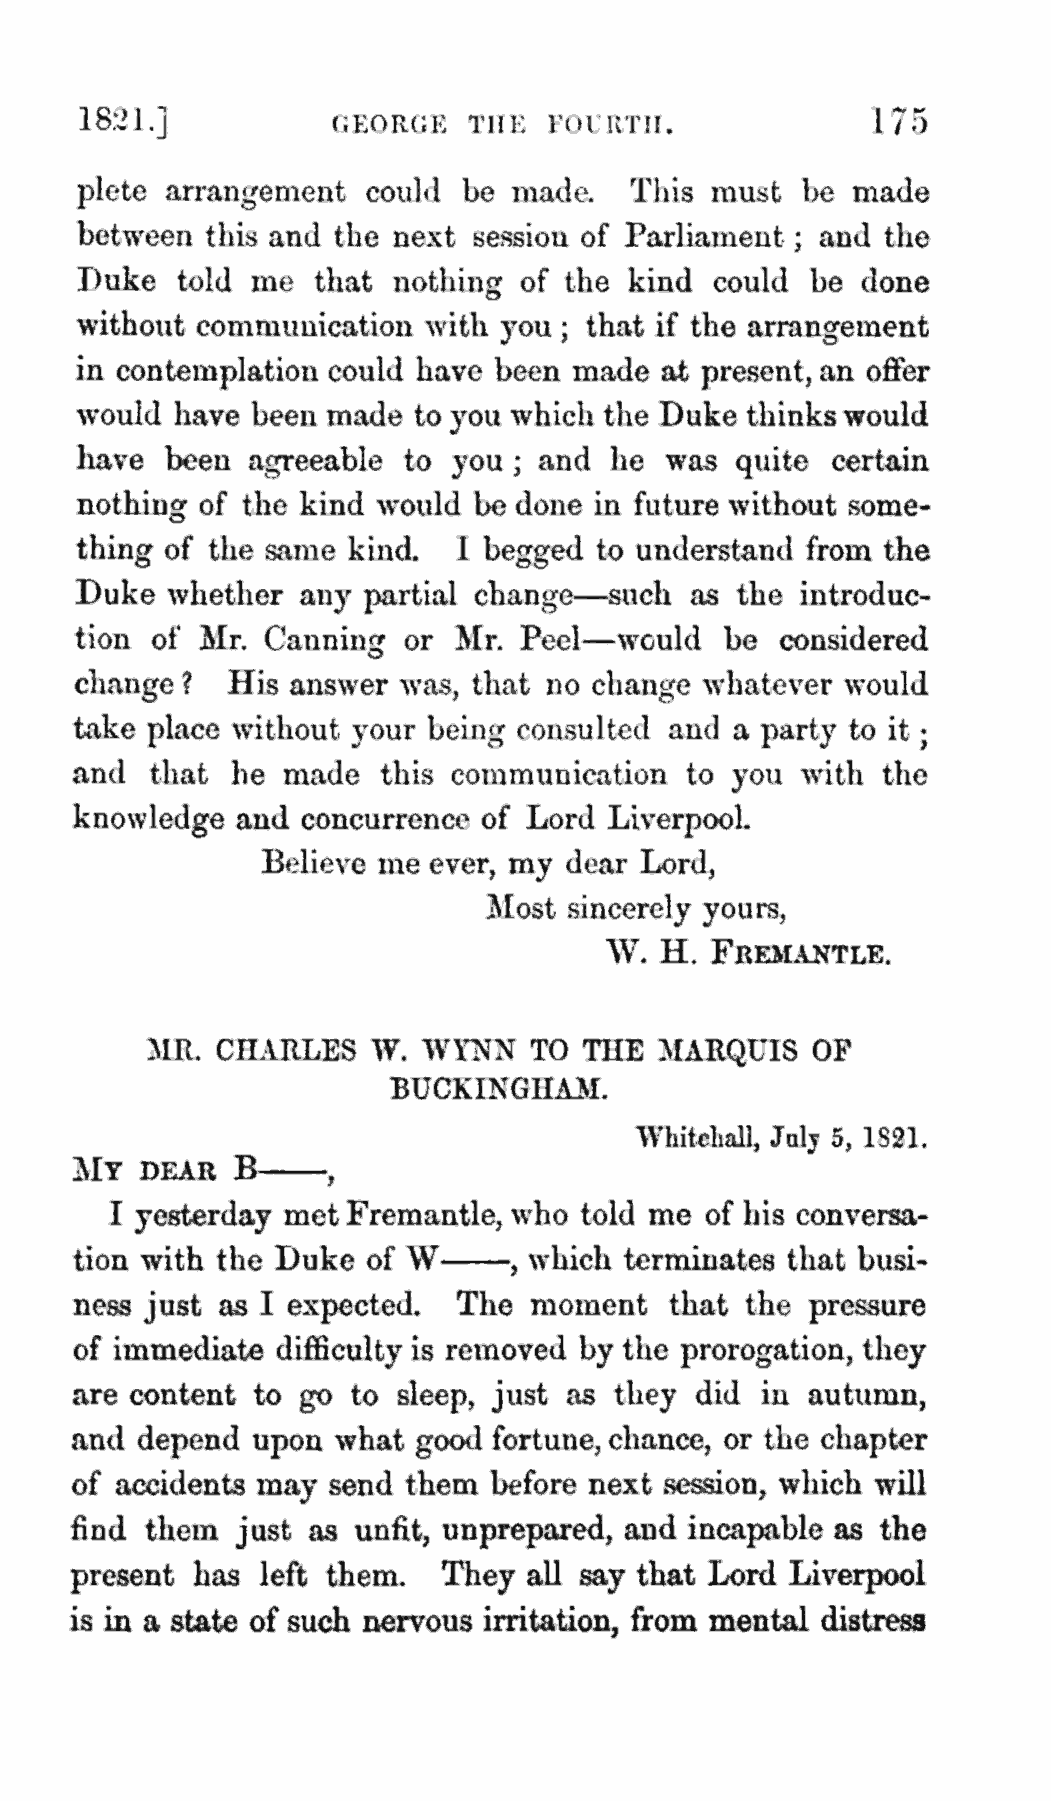 1821.] GEORGE THE FOURTH. 175
plete arrangement could be made. This must be made
between this and the next session of Parliament ; and the
Duke told me that nothing of the kind could be done
without communication with you ; that if the arrangement
in contemplation could have been made at present, an offer
would have been made to you which the Duke thinks would
have been agreeable to you ; and he was quite certain
nothing of the kind would be done in future without some-
thing of the same kind. I begged to understand from the
Duke whether any partial change—such as the introduc-
tion of Mr. Canning or Mr. Peel—would be considered
change ? His answer was, that no change whatever would
take place without your being consulted and a party to it ;
and that he made this communication to you with the
knowledge and concurrence of Lord Liverpool.
Believe me ever, my dear Lord,
Most sincerely yours,
W. H. FREMANTLE.
MR. CHARLES W. WYNN TO THE MARQUIS OF
BUCKINGHAM.
Whitehall, July 5, 1821.
MY DEAR B——,
I yesterday met Fremantle, who told me of his conversa-
tion with the Duke of W——, which terminates that busi-
ness just as I expected. The moment that the pressure
of immediate difficulty is removed by the prorogation, they
are content to go to sleep, just as they did in autumn,
and depend upon what good fortune, chance, or the chapter
of accidents may send them before next session, which will
find them just as unfit, unprepared, and incapable as the
present has left them. They all say that Lord Liverpool
is in a state of such nervous irritation, from mental distress